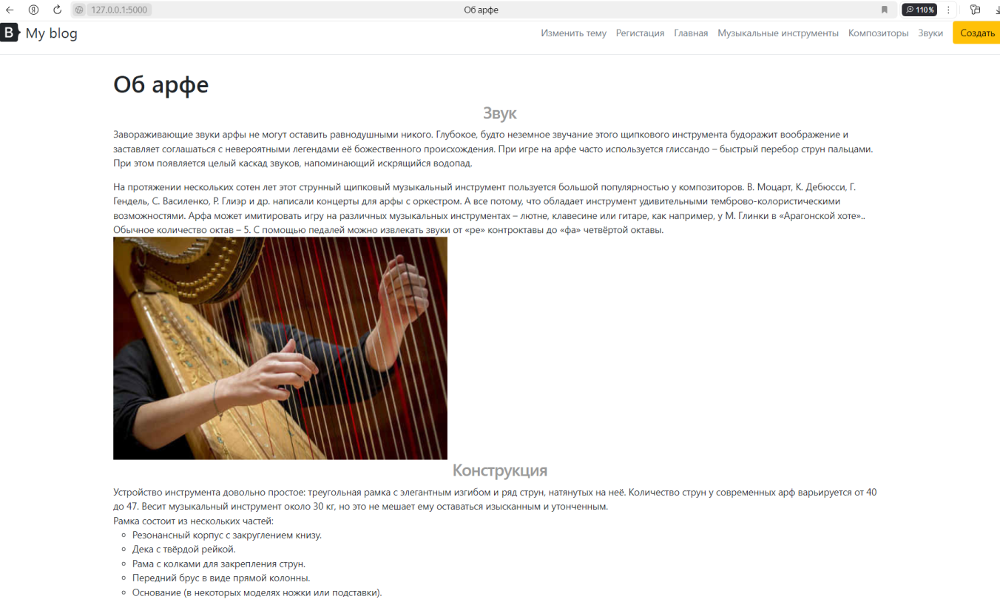 Я 127.0.0.1:5000 Об арфе 110%
B My blog Изменить тему Регистация Главная Музыкальные инструменты Композиторы Звуки Создать
Об арфе
Звук
Завораживающие звуки арфы не могут оставить равнодушными никого. Глубокое, будто неземное звучание этого щипкового инструмента будоражит воображение и
заставляет соглашаться с невероятными легендами её божественного происхождения. При игре на арфе часто используется глиссандо – быстрый перебор струн пальцами.
При этом появляется целый каскад звуков, напоминающий искрящийся водопад.
На протяжении нескольких сотен лет этот струнный щипковый музыкальный инструмент пользуется большой популярностью у композиторов. В. Моцарт, К. Дебюсси, Г.
Гендель, С. Василенко, Р. Глиэр и др. написали концерты для арфы с оркестром. А все потому, что обладает инструмент удивительными темброво-колористическими
возможностями. Арфа может имитировать игру на различных музыкальных инструментах – лютне, клавесине или гитаре, как например, у М. Глинки в «Арагонской хоте»..
Обычное количество октав – 5. С помощью педалей можно извлекать звуки от «ре» контроктавы до «фа» четвёртой октавы.
Конструкция
Устройство инструмента довольно простое: треугольная рамка с элегантным изгибом и ряд струн, натянутых на неё. Количество струн у современных арф варьируется от 40
до 47. Весит музыкальный инструмент около 30 кг, но это не мешает ему оставаться изысканным и утонченным.
Рамка состоит из нескольких частей:
Резонансный корпус с закруглением книзу.
Дека с твёрдой рейкой.
Рама с колками для закрепления струн.
Передний брус в виде прямой колонны.
Основание (в некоторых моделях ножки или подставки).